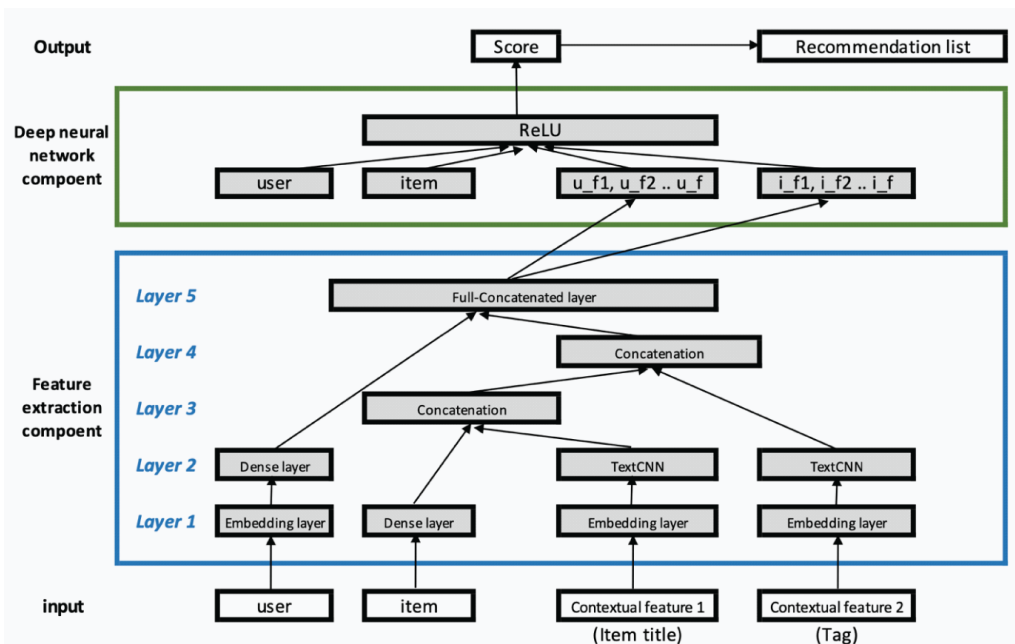 Output
Score
Recommendation list
Deep neural
network
compoent
ReLU
user
item
u_f1, u_f2 .. u_f
i_f1, i_f2 .. i_f
Feature
extraction
compoent
Layer 5
Full-Concatenated layer
Layer 4
Concatenation
Layer 3
Concatenation
Layer 2
Dense layer
TextCNN
TextCNN
Layer 1
Embedding layer
Dense layer
Embedding layer
Embedding layer
input
user
item
Contextual feature 1
Contextual feature 2
(Item title)
(Tag)